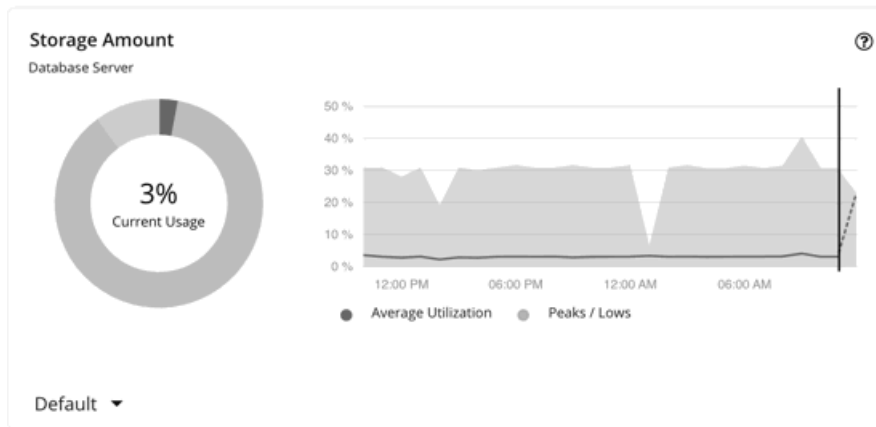 Storage Amount
Database Server
3%
Current Usage
50 %
40 %
30 %
20 %
10 %
0 %
12:00 PM 06:00 PM 12:00 AM 06:00 AM
Average Utilization Peaks / Lows
Default